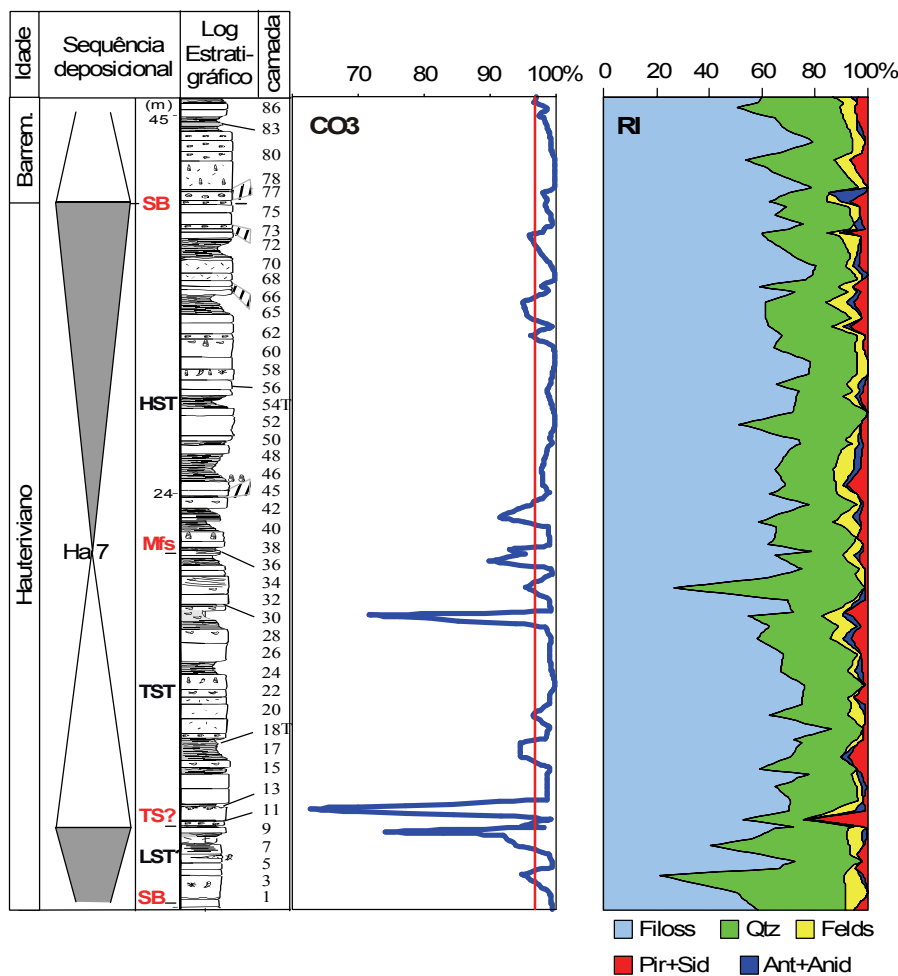 Idade
Sequência deposicional
Log Estrati-gráfico
camada
70 80 90 100%
0 20 40 60 80 100%
CO3
RI
Barrem.
Hauteriviano
(m)
45
24
SB
HST
Mfs
Ha 7
TST
TS?
LST
SB
86
83
80
78
77
75
73
72
70
68
66
65
62
60
58
56
54T
52
50
48
46
45
42
40
38
36
34
32
30
28
26
24
22
20
18T
17
15
13
11
9
7
5
3
1
Filoss Qtz Felds
Pir+Sid Ant+Anid